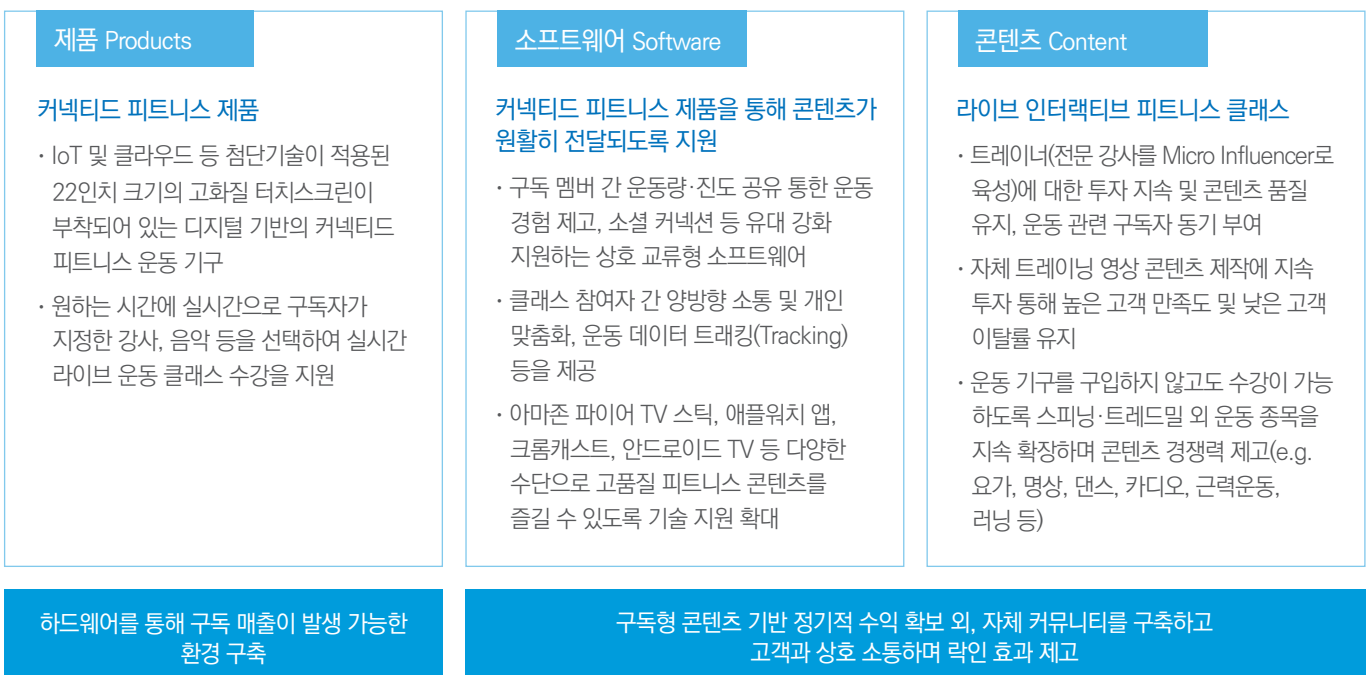 제품 Products
커넥티드 피트니스 제품
· IoT 및 클라우드 등 첨단기술이 적용된
22인치 크기의 고화질 터치스크린이
부착되어 있는 디지털 기반의 커넥티드
피트니스 운동 기구
· 원하는 시간에 실시간으로 구독자가
지정한 강사, 음악 등을 선택하여 실시간
라이브 운동 클래스 수강을 지원
하드웨어를 통해 구독 매출이 발생 가능한
환경 구축
소프트웨어 Software
커넥티드 피트니스 제품을 통해 콘텐츠가
원활히 전달되도록 지원
· 구독 멤버 간 운동량·진도 공유 통한 운동
경험 제고, 소셜 커넥션 등 유대 강화
지원하는 상호 교류형 소프트웨어
· 클래스 참여자 간 양방향 소통 및 개인
맞춤화, 운동 데이터 트래킹(Tracking)
등을 제공
· 아마존 파이어 TV 스틱, 애플워치 앱,
크롬캐스트, 안드로이드 TV 등 다양한
수단으로 고품질 피트니스 콘텐츠를
즐길 수 있도록 기술 지원 확대
콘텐츠 Content
라이브 인터랙티브 피트니스 클래스
· 트레이너(전문 강사를 Micro Influencer로
육성)에 대한 투자 지속 및 콘텐츠 품질
유지, 운동 관련 구독자 동기 부여
· 자체 트레이닝 영상 콘텐츠 제작에 지속
투자 통해 높은 고객 만족도 및 낮은 고객
이탈률 유지
· 운동 기구를 구입하지 않고도 수강이 가능
하도록 스피닝·트레드밀 외 운동 종목을
지속 확장하며 콘텐츠 경쟁력 제고(e.g.
요가, 명상, 댄스, 카디오, 근력운동,
러닝 등)
구독형 콘텐츠 기반 정기적 수익 확보 외, 자체 커뮤니티를 구축하고
고객과 상호 소통하며 락인 효과 제고